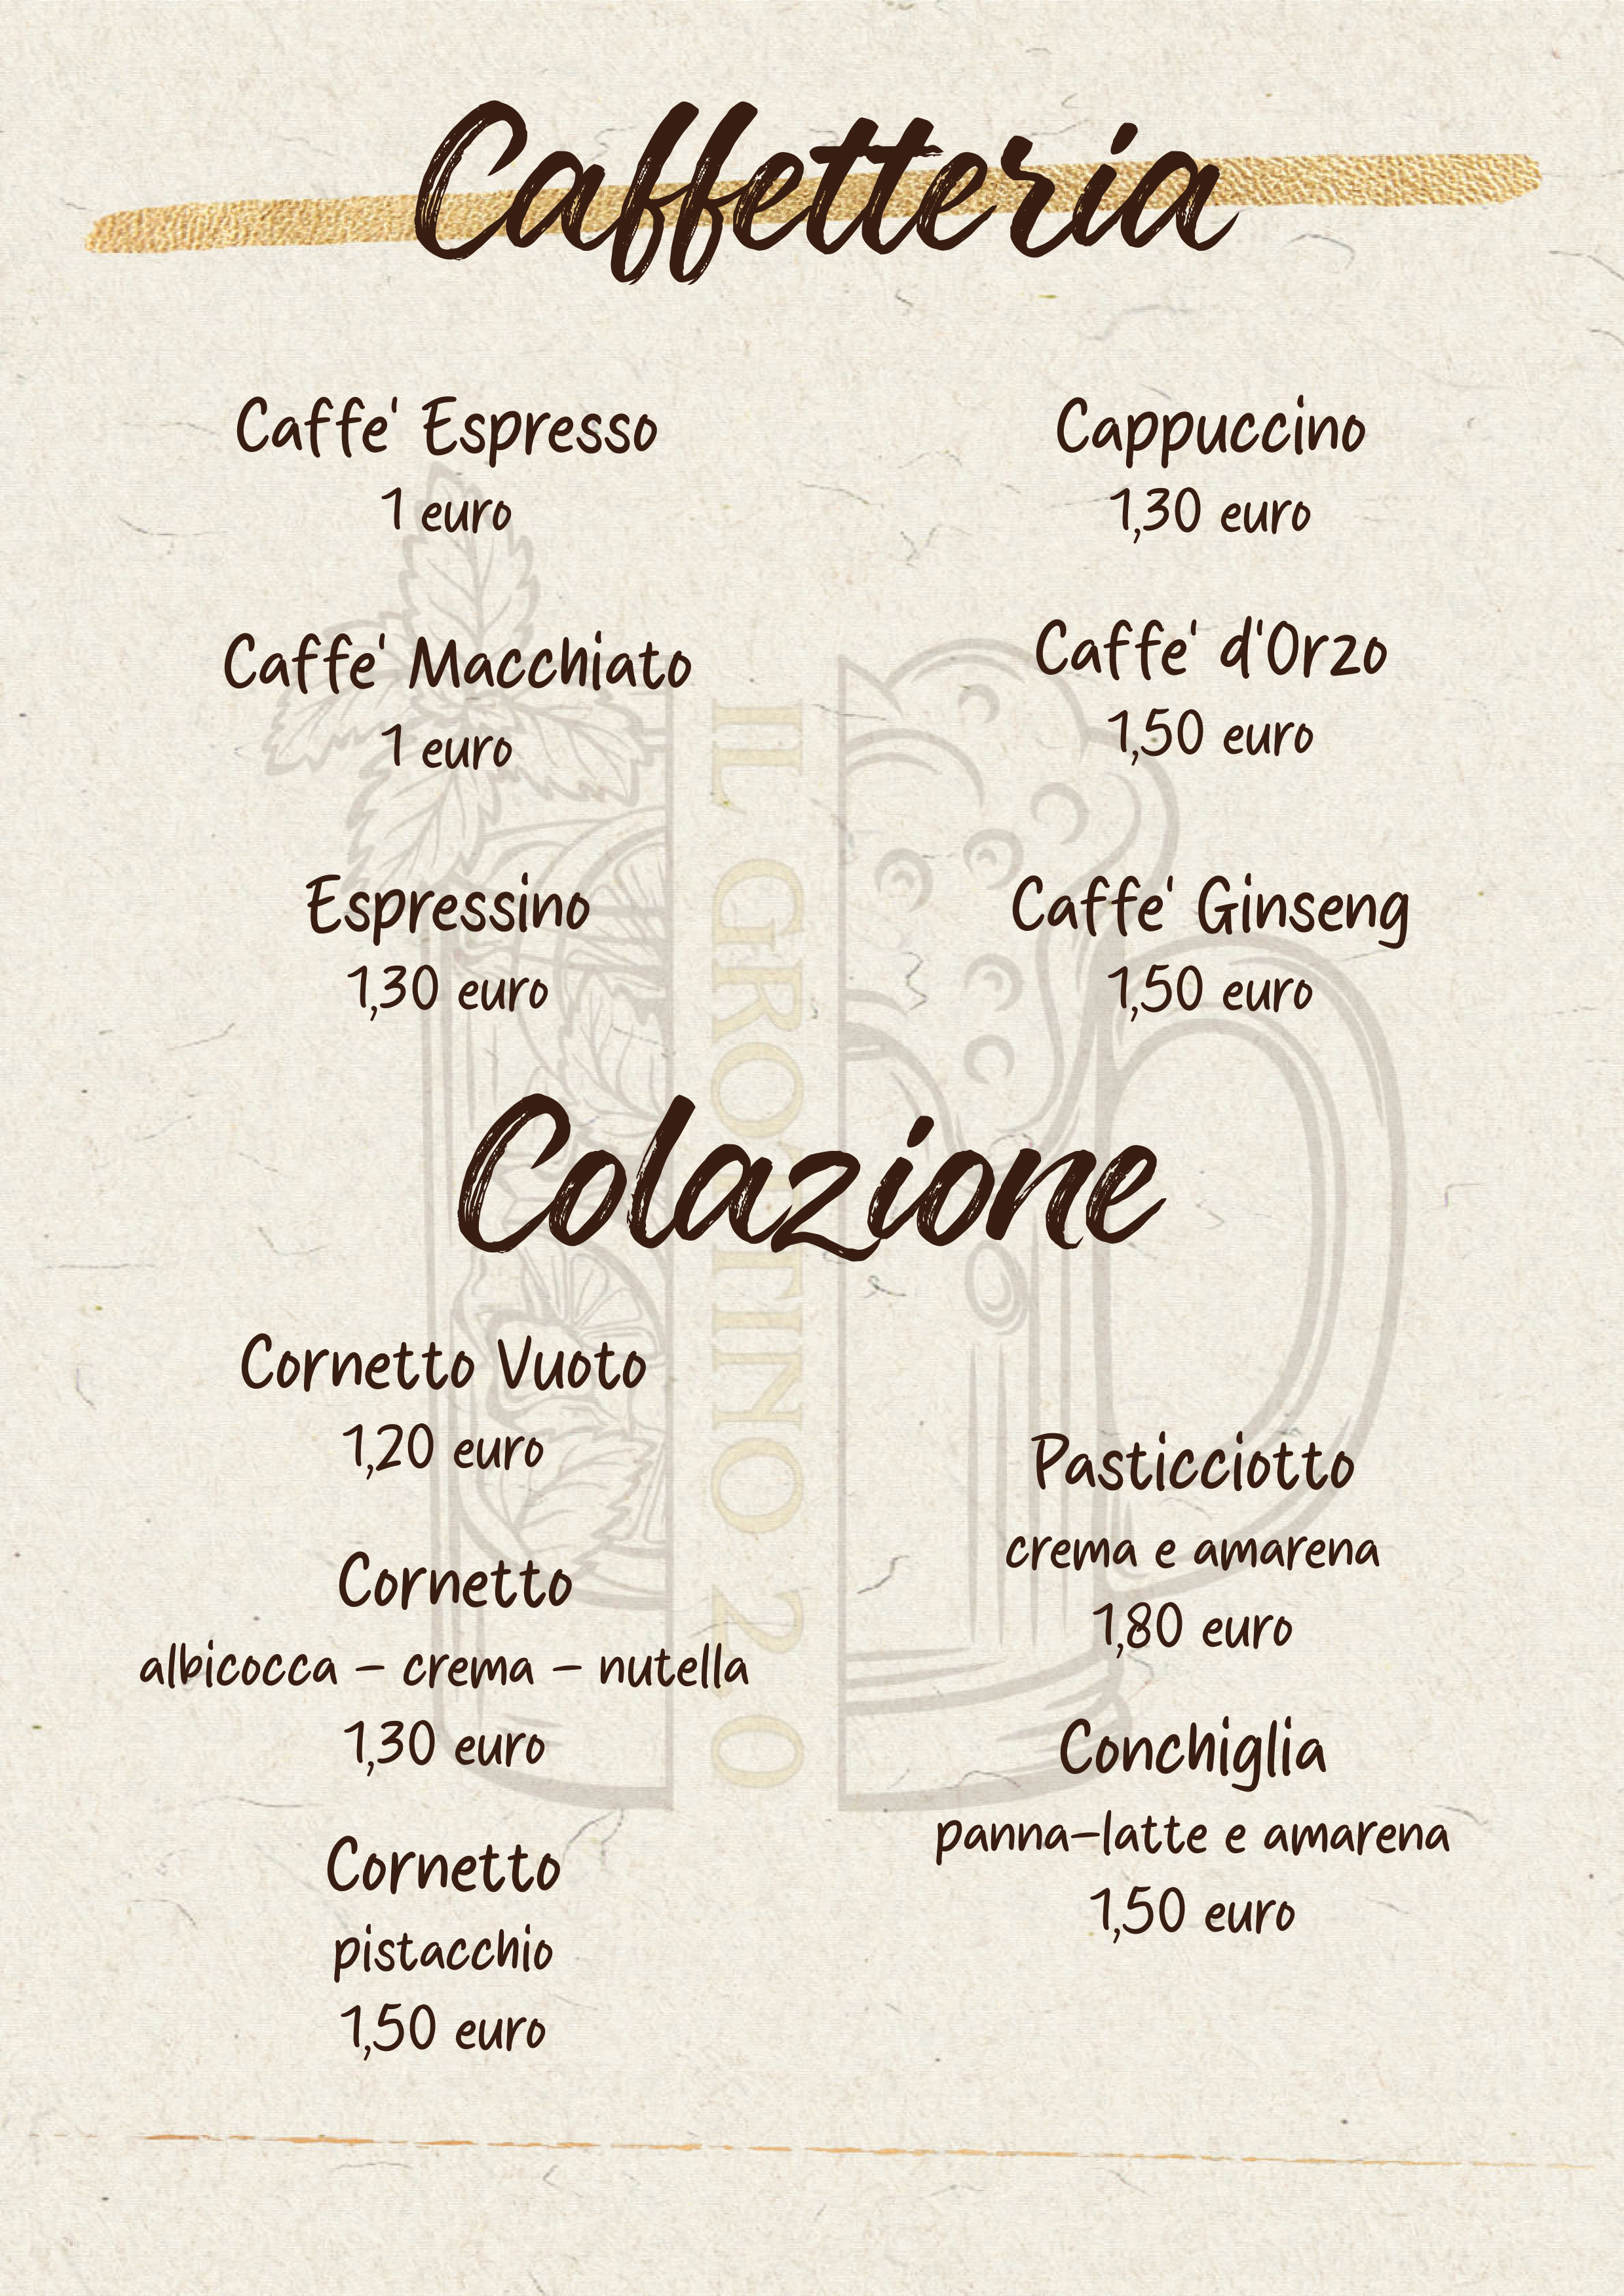 Caffetteria
Caffe' Espresso
1 euro
Caffe' Macchiato
1 euro
Espressino
1,30 euro
Cappuccino
1,30 euro
Caffe' d'Orzo
1,50 euro
Caffe' Ginseng
1,50 euro
IL GROTTINO 2.0
Colazione
Cornetto Vuoto
1,20 euro
Cornetto
albicocca - crema - nutella
1,30 euro
Cornetto
pistacchio
1,50 euro
Pasticciotto
crema e amarena
1,80 euro
Conchiglia
panna-latte e amarena
1,50 euro